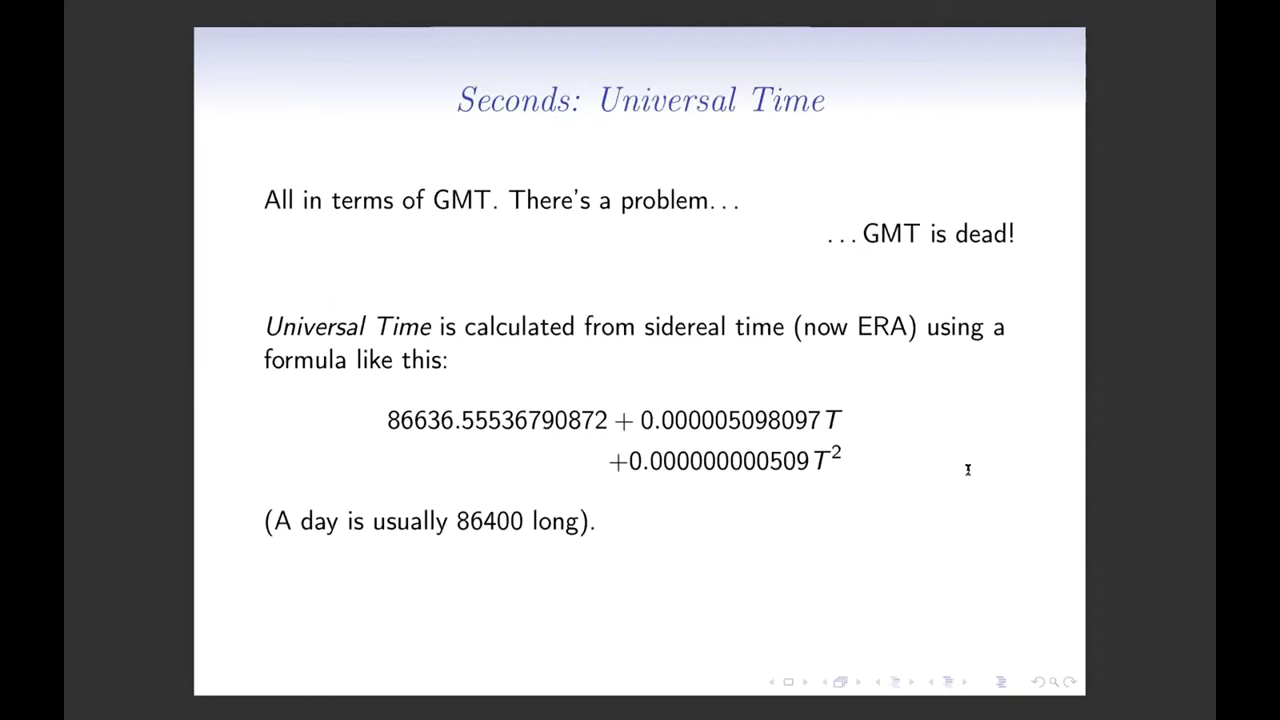 Seconds: Universal Time
All in terms of GMT. There's a problem...
...GMT is dead!
Universal Time is calculated from sidereal time (now ERA) using a
formula like this:
86636.55536790872 + 0.000005098097 T
+0.000000000509 T²
(A day is usually 86400 long).